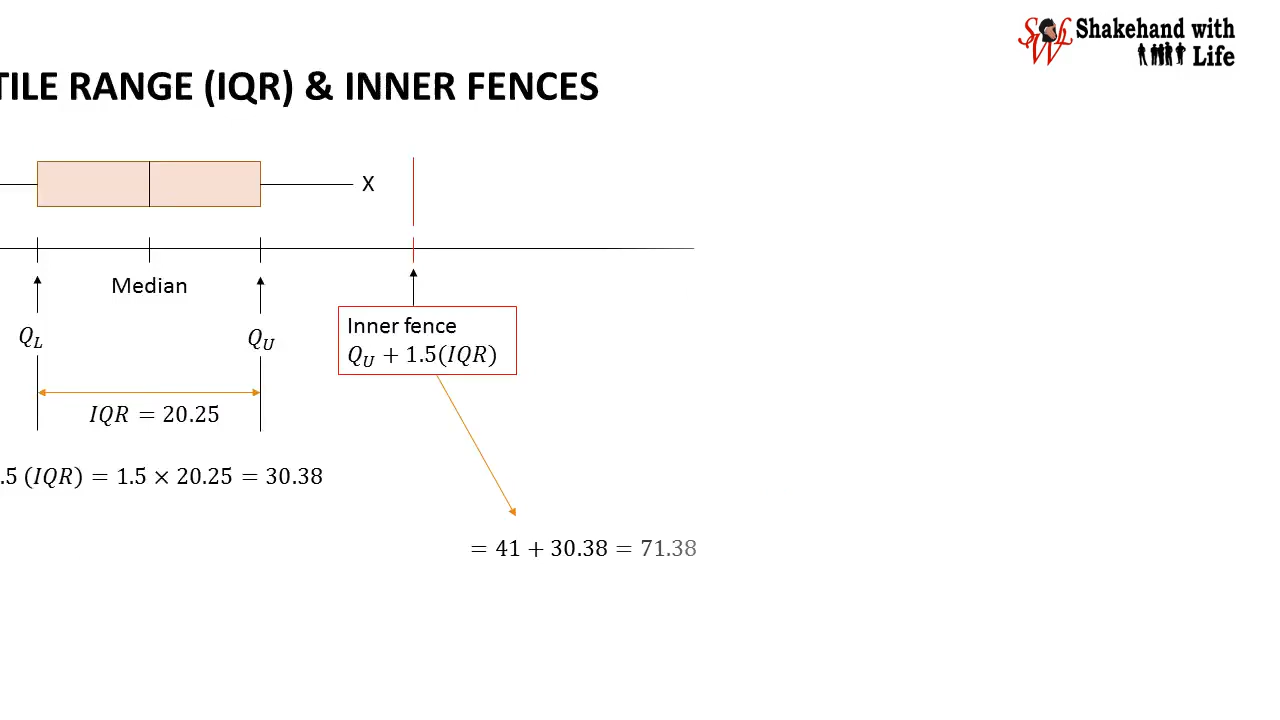 Shakehand with
Life
TILE RANGE (IQR) & INNER FENCES
X
Median
Q_L
Q_U
Inner fence
Q_U + 1.5(IQR)
IQR = 20.25
.5 (IQR) = 1.5 × 20.25 = 30.38
= 41 + 30.38 = 71.38